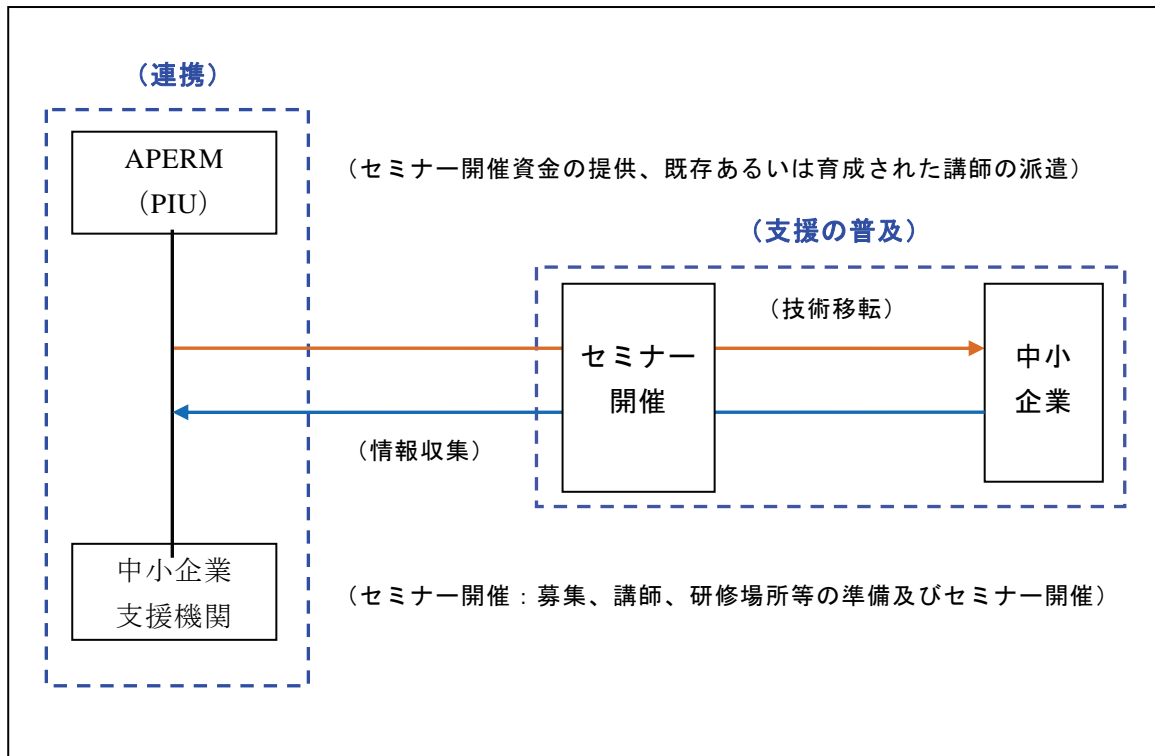 （連携）
APERM
（PIU）
（セミナー開催資金の提供、既存あるいは育成された講師の派遣）
（支援の普及）
（技術移転）
セミナー
開催
中小
企業
（情報収集）
中小企業
支援機関
（セミナー開催：募集、講師、研修場所等の準備及びセミナー開催）